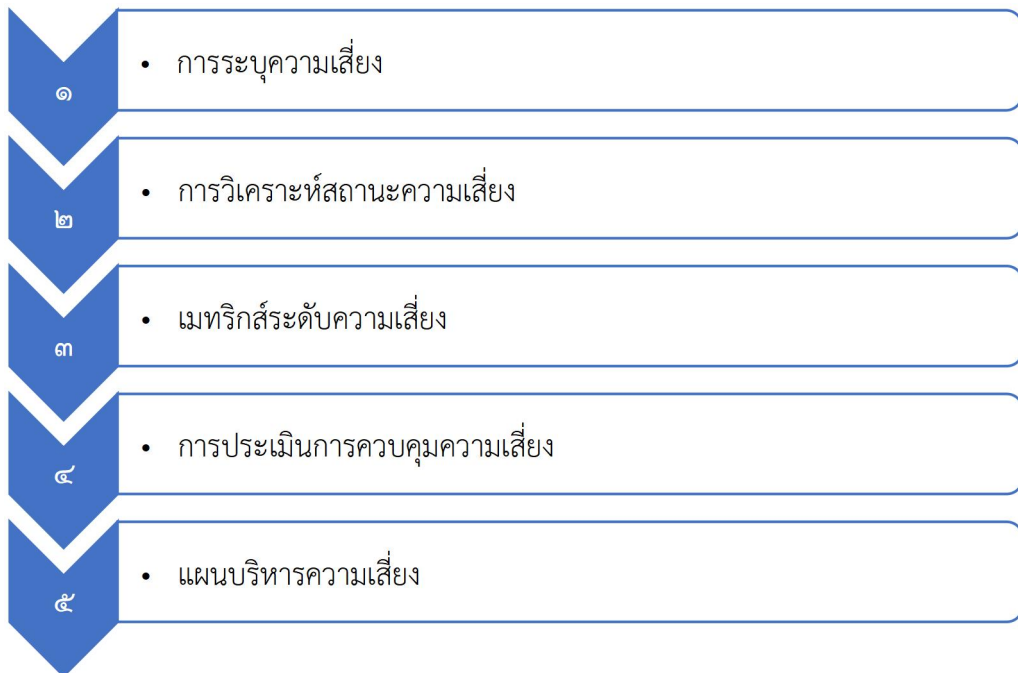 ๑
• การระบุความเสี่ยง
๒
• การวิเคราะห์สถานะความเสี่ยง
๓
• เมทริกส์ระดับความเสี่ยง
๔
• การประเมินการควบคุมความเสี่ยง
๕
• แผนบริหารความเสี่ยง